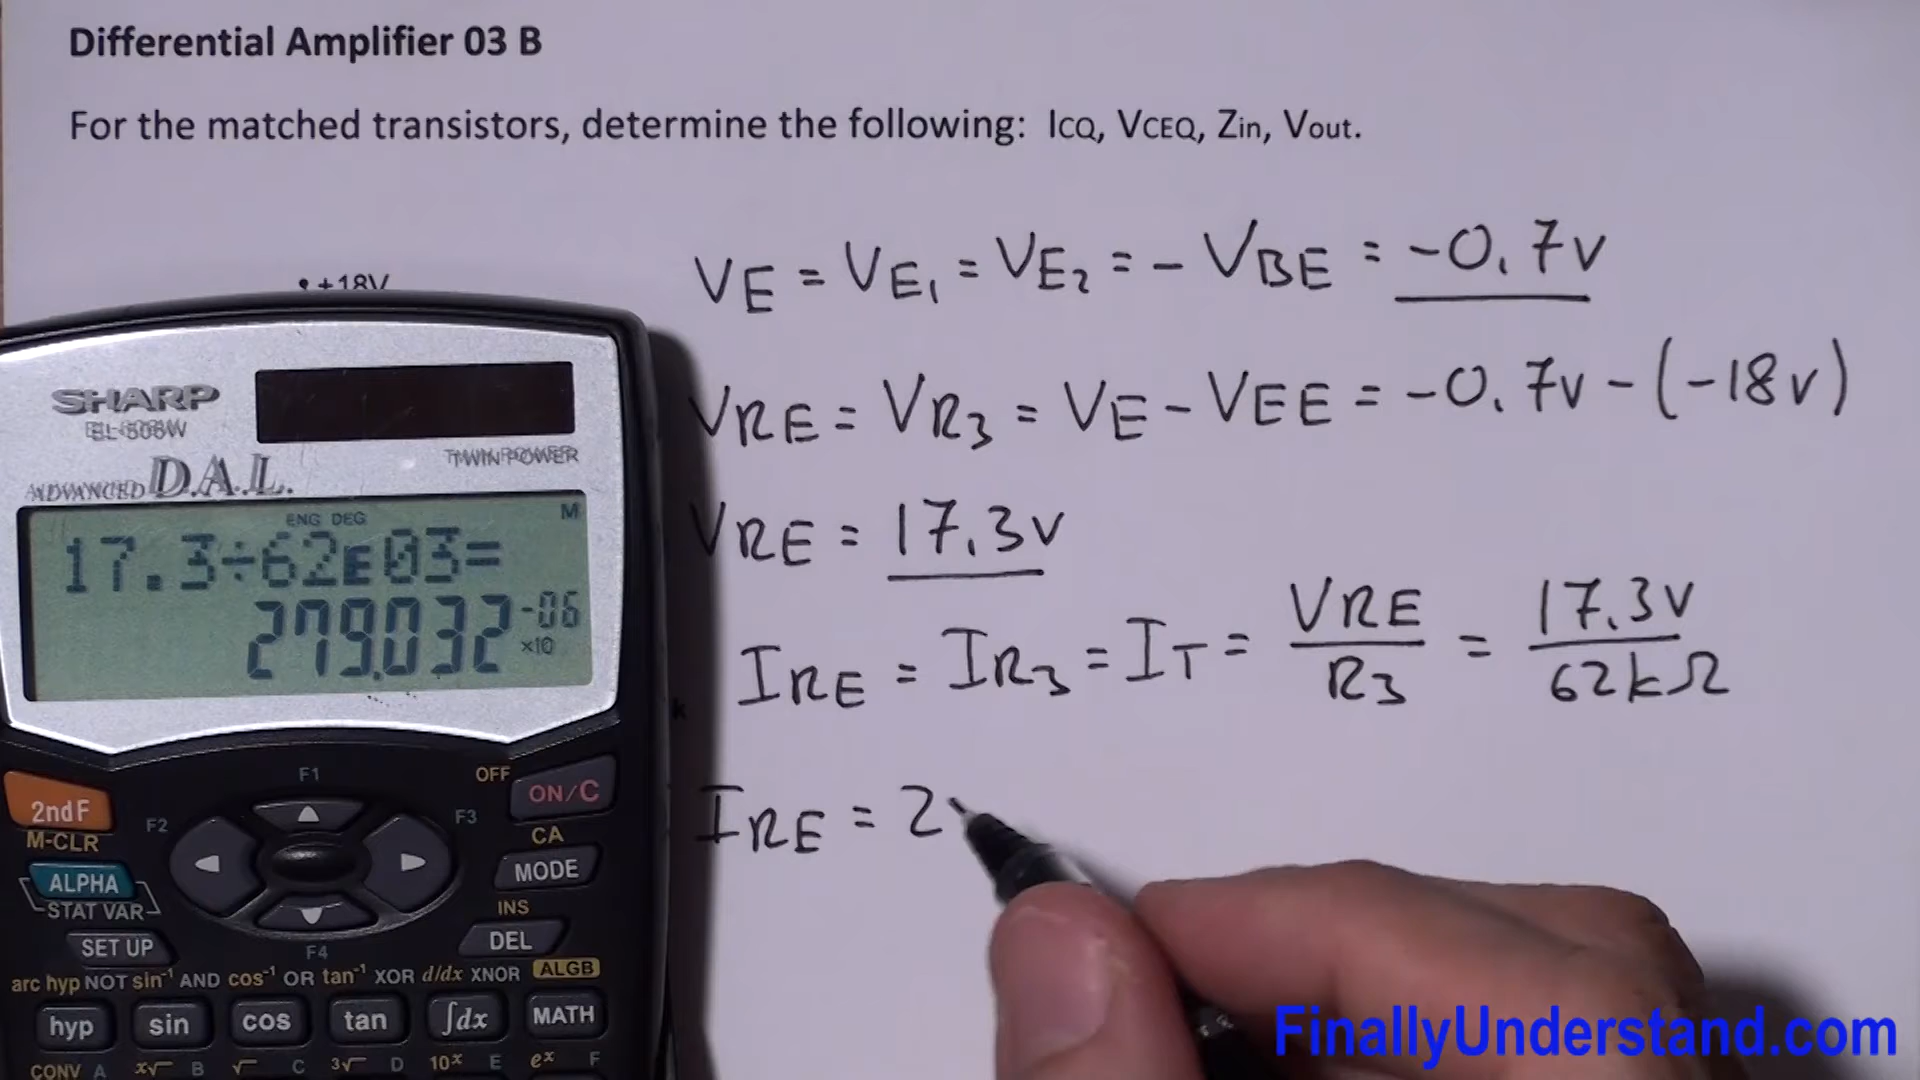 Differential Amplifier 03 B
For the matched transistors, determine the following: ICQ, VCEQ, Zin, Vout.
+18V
VE = VE1 = VE2 = - VBE = -0.7v
VRE = VR3 = VE - VEE = -0.7v - (-18v)
VRE = 17.3v
IRE = IR3 = IT = VRE/R3 = 17.3v/62kΩ
k
IRE = 2
SHARP
EL-506W
TWIN POWER
ADVANCED D.A.L.
ENG DEG M
17.3÷62E03=
279.032 ×10 -06
2ndF
M-CLR
ALPHA
STAT VAR
SET UP
F1
F2
F3
F4
OFF
ON/C
CA
MODE
INS
DEL
arc hyp NOT sin-1 AND cos-1 OR tan-1 XOR d/dx XNOR ALGB
hyp sin cos tan ∫dx MATH
CONV A x√ B √ C 3√ D 10x E ex F
FinallyUnderstand.com